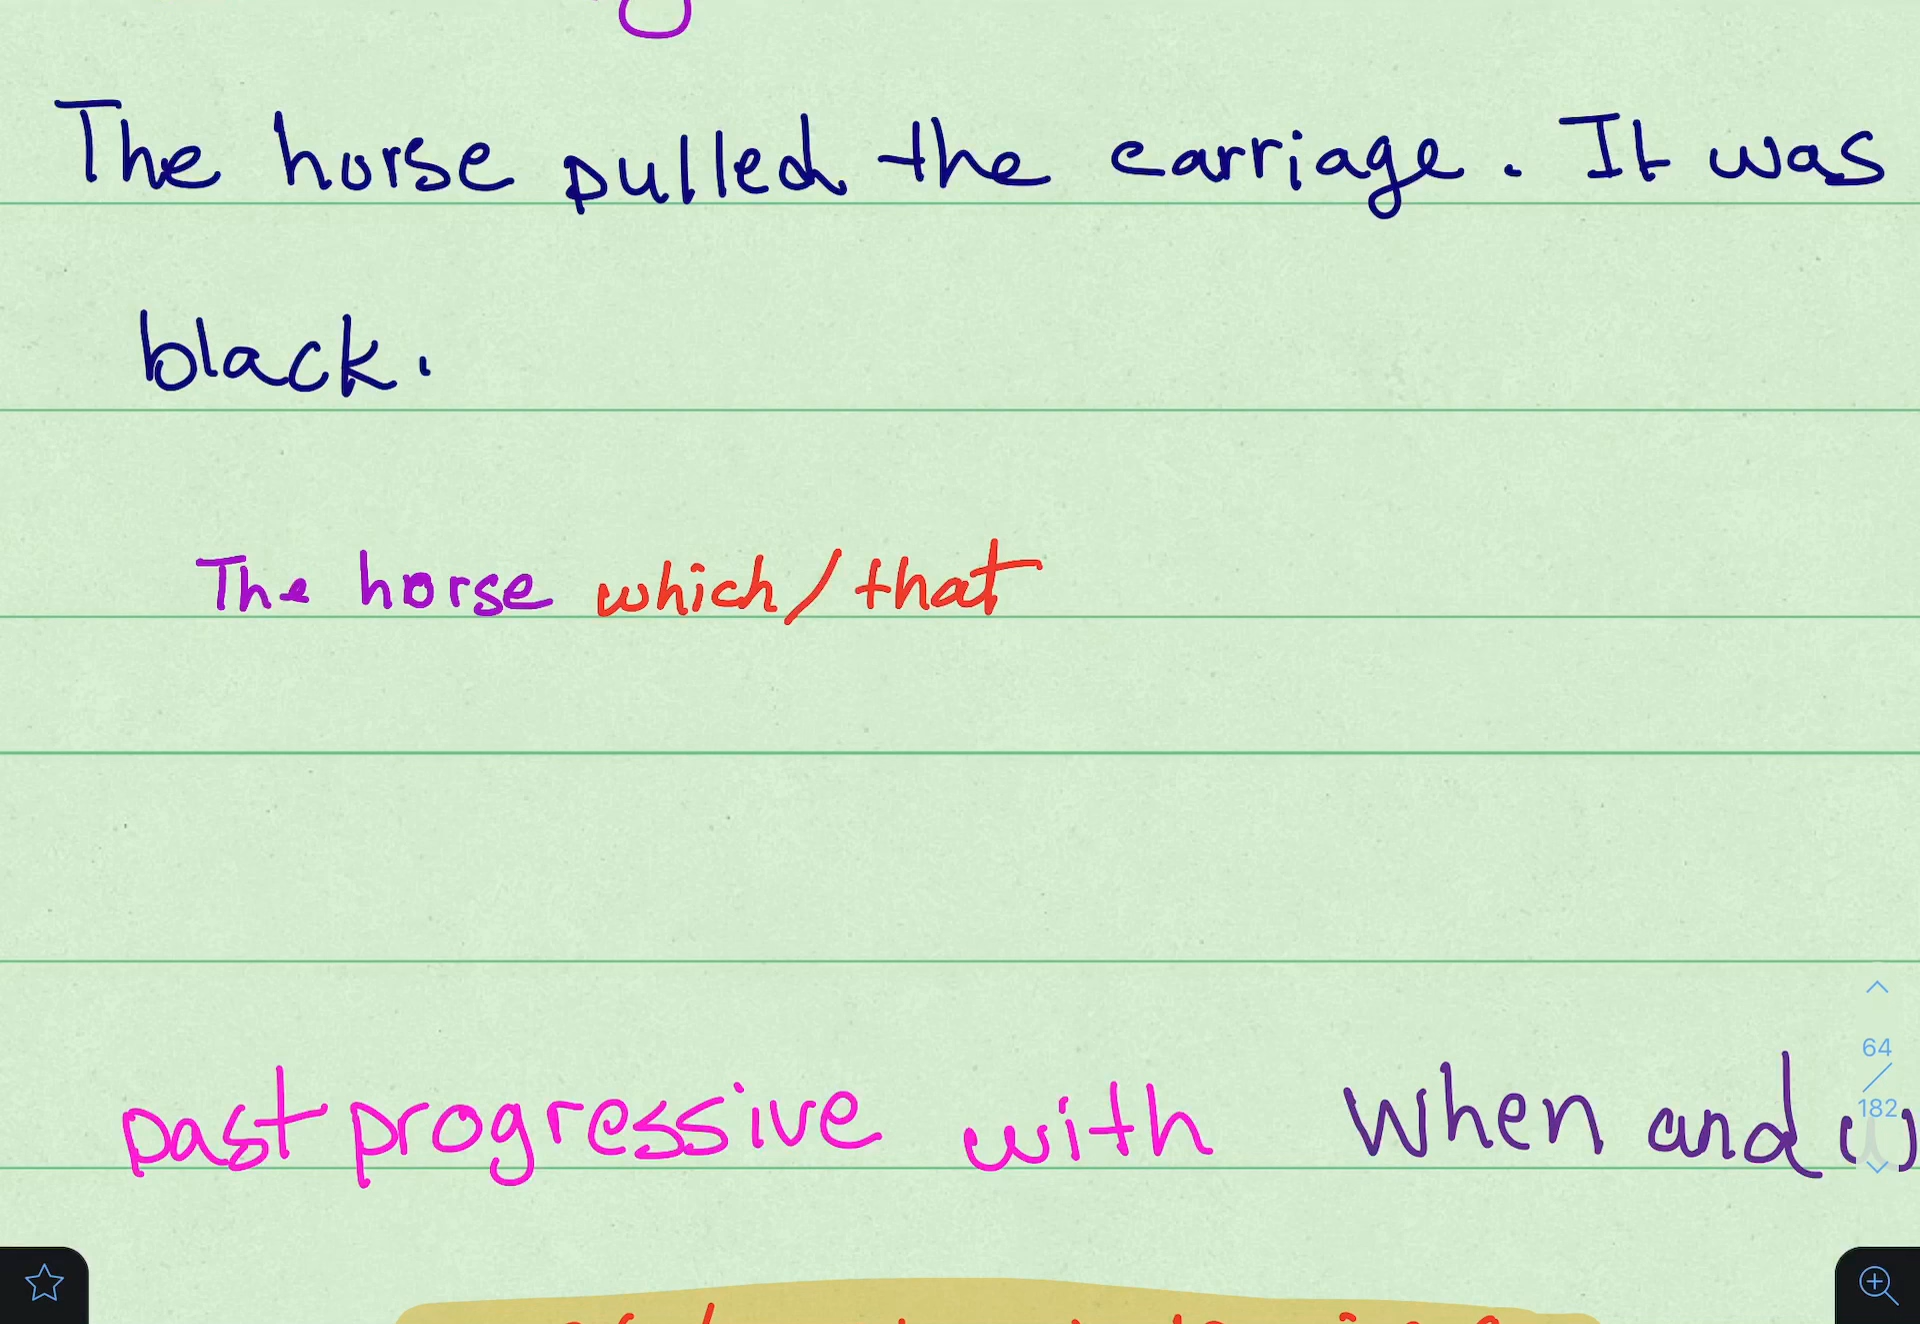 The horse pulled the carriage. It was
black.
The horse which/that
64
/
182
past progressive with when and